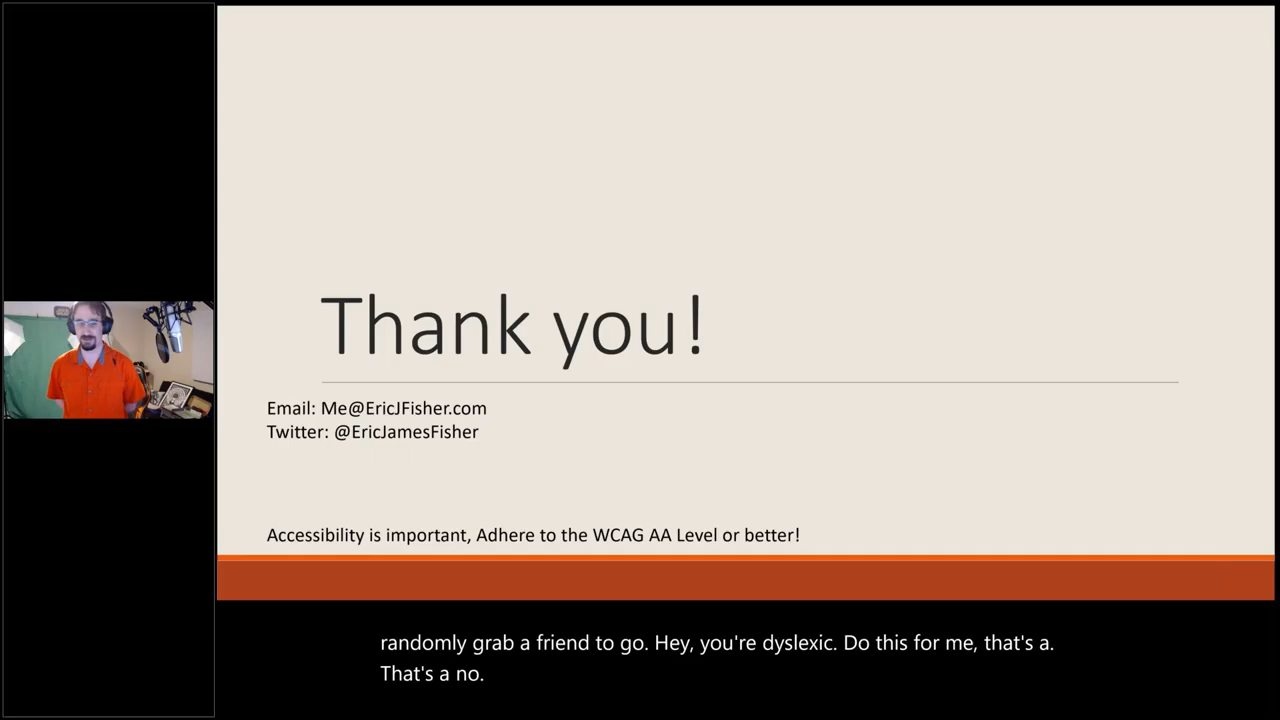 Thank you!
Email: Me@EricJFisher.com
Twitter: @EricJamesFisher
Accessibility is important, Adhere to the WCAG AA Level or better!
randomly grab a friend to go. Hey, you're dyslexic. Do this for me, that's a.
That's a no.